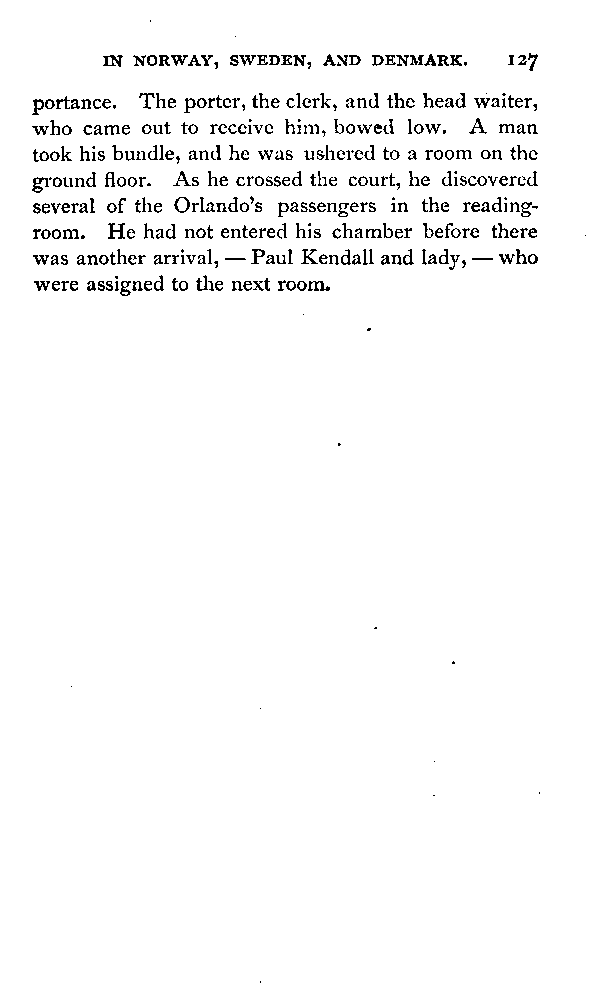 IN NORWAY, SWEDEN, AND DENMARK. 127
portance. The porter, the clerk, and the head waiter,
who came out to receive him, bowed low. A man
took his bundle, and he was ushered to a room on the
ground floor. As he crossed the court, he discovered
several of the Orlando's passengers in the reading-
room. He had not entered his chamber before there
was another arrival, — Paul Kendall and lady, — who
were assigned to the next room.